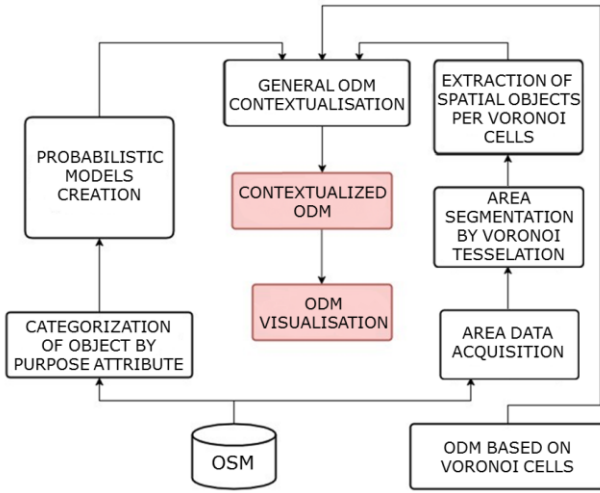 GENERAL ODM
CONTEXTUALISATION
EXTRACTION OF
SPATIAL OBJECTS
PER VORONOI
CELLS
PROBABILISTIC
MODELS
CREATION
CONTEXTUALIZED
ODM
AREA
SEGMENTATION
BY VORONOI
TESSELATION
ODM
VISUALISATION
CATEGORIZATION
OF OBJECT BY
PURPOSE ATTRIBUTE
AREA DATA
ACQUISITION
OSM
ODM BASED ON
VORONOI CELLS